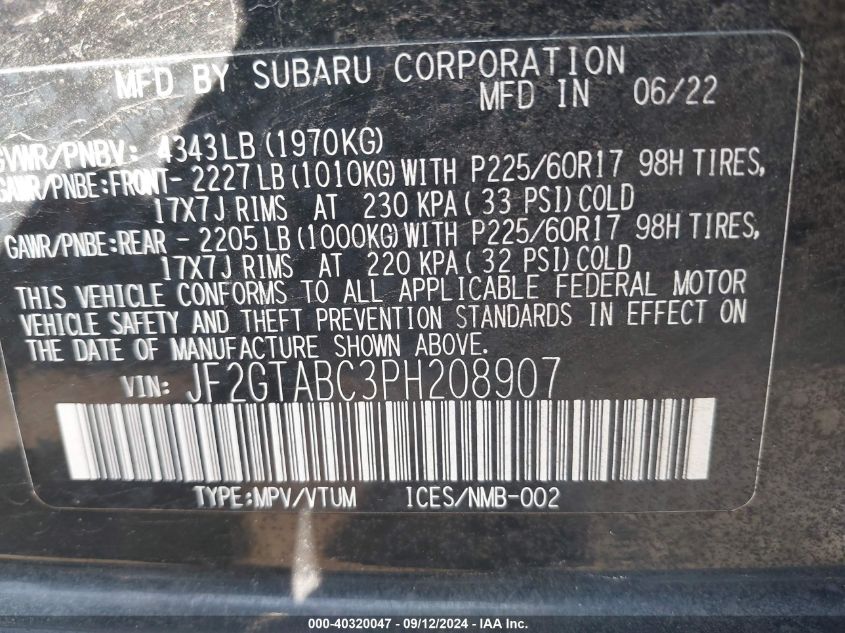 MFD BY SUBARU CORPORATION
MFD IN 06/22
GVWR/PNBV: 4343LB (1970KG)
GAWR/PNBE:FRONT- 2227 LB (1010KG) WITH P225/60R17 98H TIRES,
17X7J RIMS AT 230 KPA ( 33 PSI) COLD
GAWR/PNBE:REAR - 2205 LB (1000KG) WITH P225/60R17 98H TIRES,
17X7J RIMS AT 220 KPA ( 32 PSI) COLD
THIS VEHICLE CONFORMS TO ALL APPLICABLE FEDERAL MOTOR
VEHICLE SAFETY AND THEFT PREVENTION STANDARDS IN EFFECT ON
THE DATE OF MANUFACTURE SHOWN ABOVE.
VIN: JF2GTABC3PH208907
TYPE:MPV/VTUM ICES/NMB-002
000-40320047 - 09/12/2024 - IAAI.com